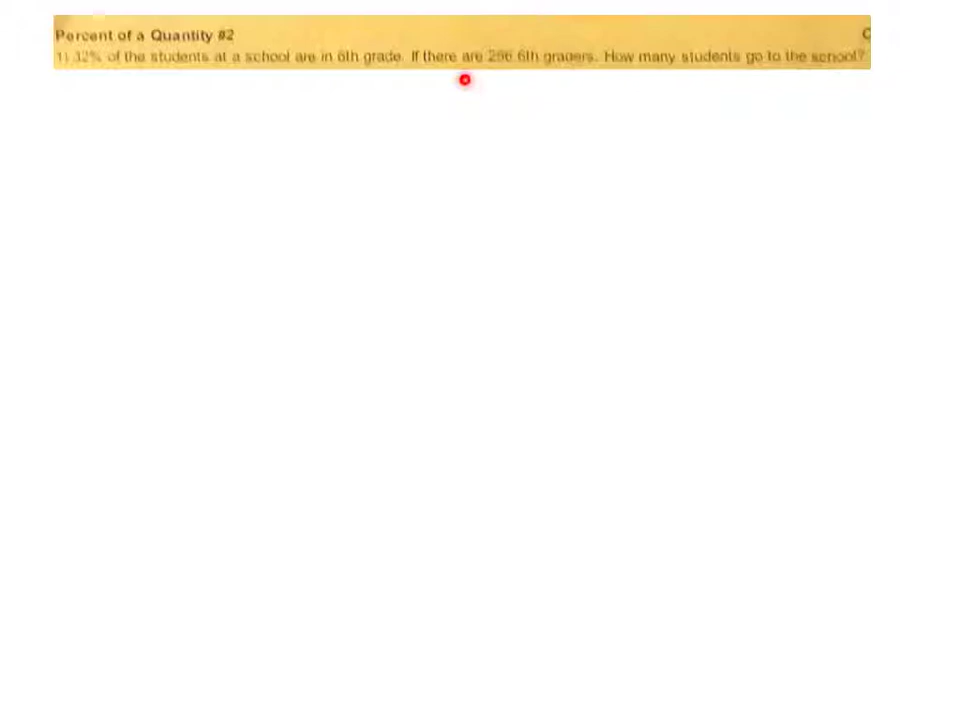 Percent of a Quantity #2
C
1) 32% of the students at a school are in 6th grade. If there are 256 6th graders. How many students go to the school?